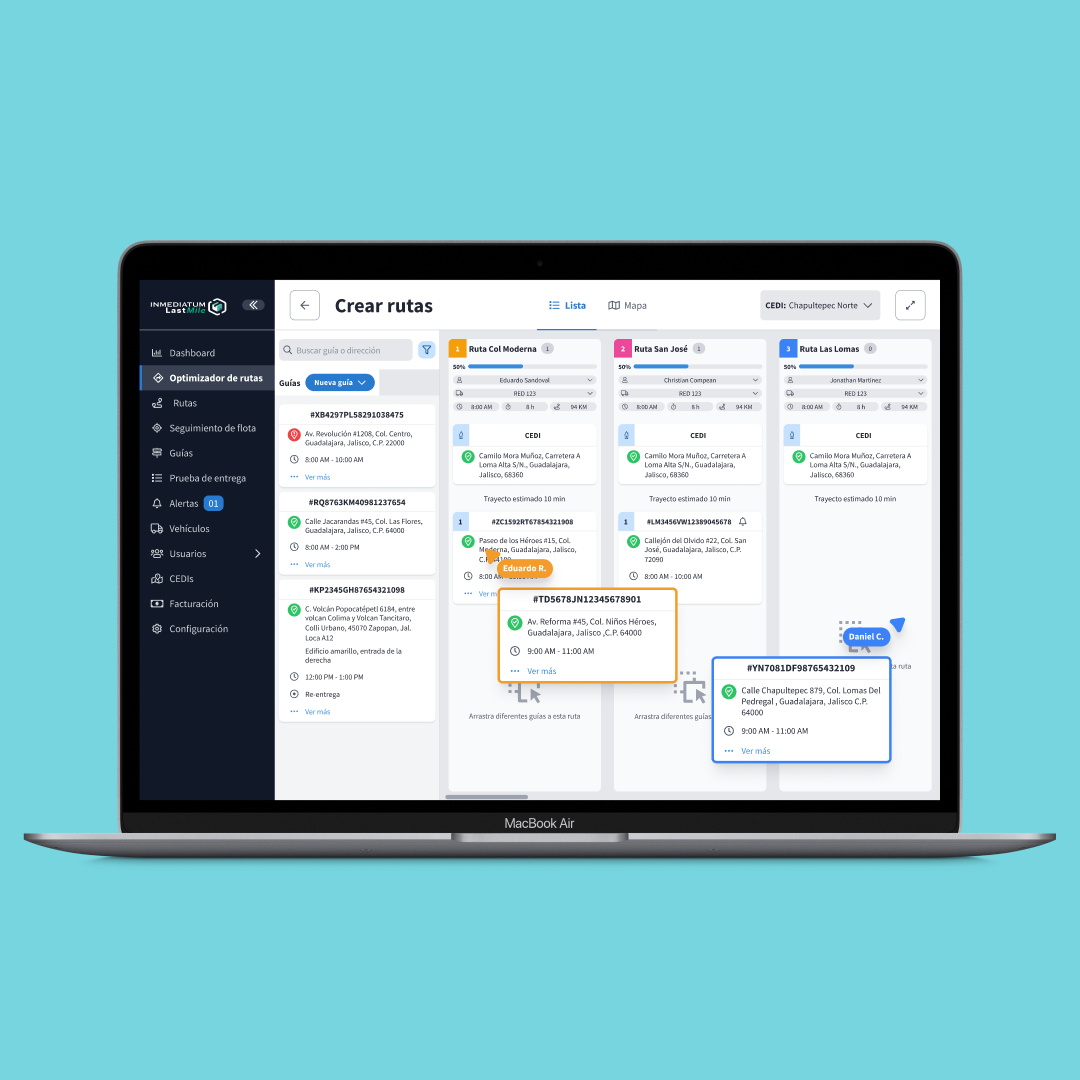 INMEDIATUM
LastMile
Dashboard
Optimizador de rutas
Rutas
Seguimiento de flota
Guías
Prueba de entrega
Alertas 01
Vehículos
Usuarios
CEDIs
Facturación
Configuración
Crear rutas
Lista
Mapa
CEDI: Chapultepec Norte
Buscar guía o dirección
Guías
Nueva guía
#XB4297PL58291038475
Av. Revolución #1208, Col. Centro,
Guadalajara, Jalisco, C.P. 22000
8:00 AM - 10:00 AM
Ver más
#RQ8763KM40981237654
Calle Jacarandas #45, Col. Las Flores,
Guadalajara, Jalisco, C.P. 64000
8:00 AM - 2:00 PM
Ver más
#KP2345GH87654321098
C. Volcán Popocatépetl 6184, entre
volcan Colima y Volcan Tancitaro,
Colli Urbano, 45070 Zapopan, Jal.
Loca A12
Edificio amarillo, entrada de la
derecha
12:00 PM - 1:00 PM
Re-entrega
Ver más
1 Ruta Col Moderna 1
50%
Eduardo Sandoval
RED 123
8:00 AM 8 h 94 KM
CEDI
Camilo Mora Muñoz, Carretera A
Loma Alta S/N., Guadalajara,
Jalisco, 68360
Trayecto estimado 10 min
1 #ZC1592RT67854321908
Paseo de los Héroes #15, Col.
Moderna, Guadalajara, Jalisco,
8:00
Ver
Eduardo R.
#TD5678JN12345678901
Av. Reforma #45, Col. Niños Héroes,
Guadalajara, Jalisco ,C.P. 64000
9:00 AM - 11:00 AM
Ver más
Arrastra diferentes guías a esta ruta
2 Ruta San José 1
50%
Christian Compean
RED 123
8:00 AM 8 h 94 KM
CEDI
Camilo Mora Muñoz, Carretera A
Loma Alta S/N., Guadalajara,
Jalisco, 68360
Trayecto estimado 10 min
1 #LM3456VW12389045678
Callejón del Olvido #22, Col. San
José, Guadalajara, Jalisco, C.P.
72090
8:00 AM - 10:00 AM
Arrastra diferentes guías
3 Ruta Las Lomas 0
50%
Jonathan Martinez
RED 123
8:00 AM 8 h 94 KM
CEDI
Camilo Mora Muñoz, Carretera A
Loma Alta S/N., Guadalajara,
Jalisco, 68360
Trayecto estimado 10 min
Daniel C.
ruta
#YN7081DF98765432109
Calle Chapultepec 879, Col. Lomas Del
Pedregal , Guadalajara, Jalisco C.P.
64000
9:00 AM - 11:00 AM
Ver más
MacBook Air